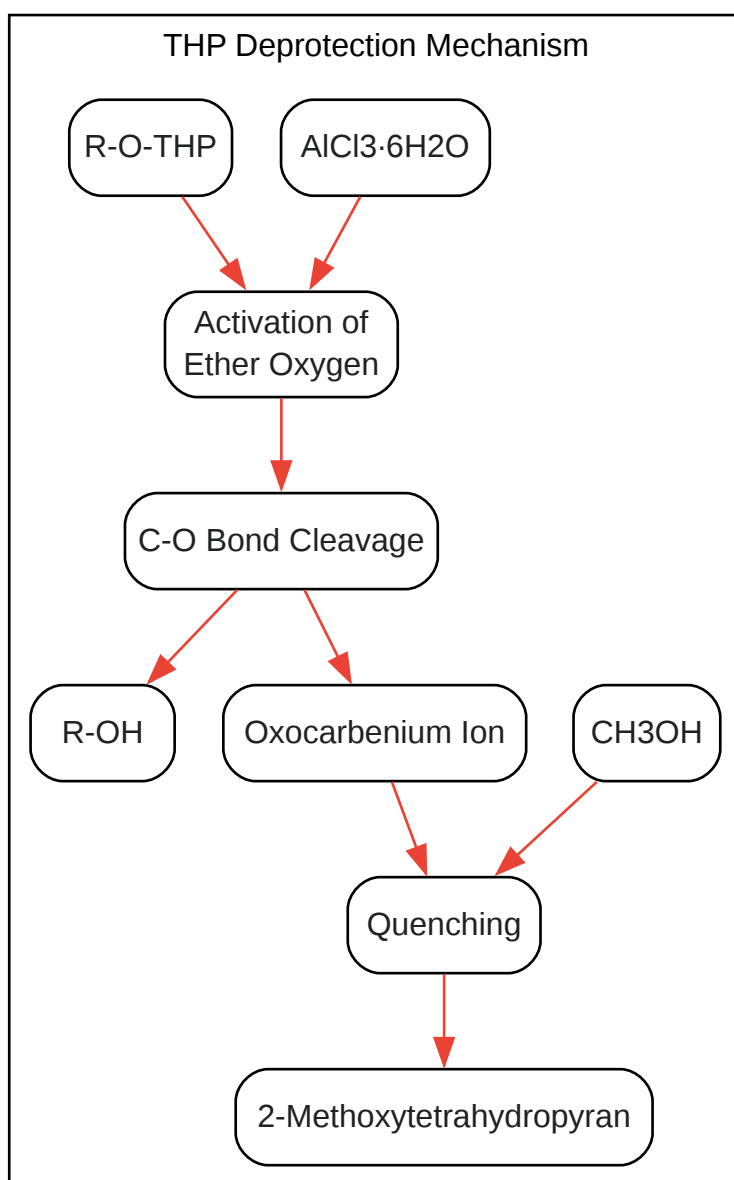 THP Deprotection Mechanism
R-O-THP
AlCl3·6H2O
Activation of
Ether Oxygen
C-O Bond Cleavage
R-OH
Oxocarbenium Ion
CH3OH
Quenching
2-Methoxytetrahydropyran